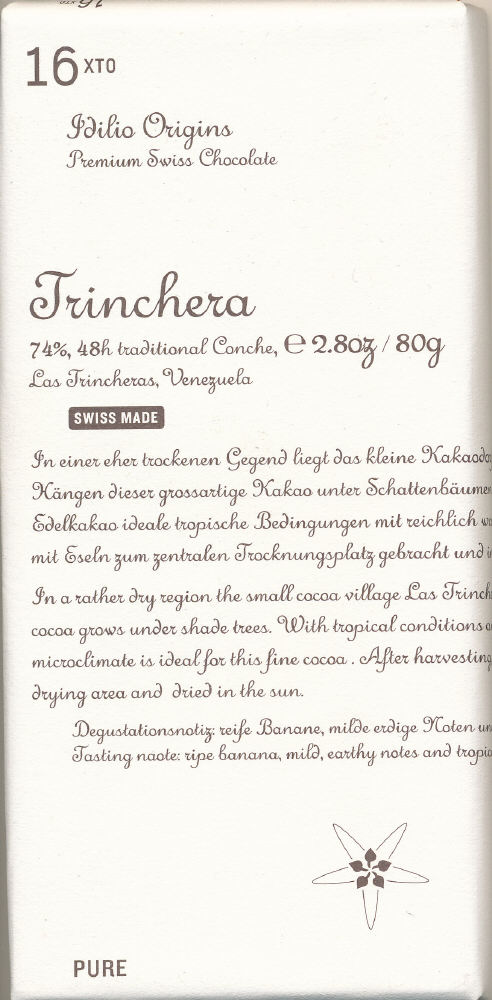 16 XTO
Idilio Origins
Premium Swiss Chocolate
Trinchera
74%, 48h traditional Conche, ℮ 2.8oz / 80g
Las Trincheras, Venezuela
SWISS MADE
In einer eher trockenen Gegend liegt das kleine
Hängen dieser grossartige Kakao unter
Edelkakao ideale tropische Bedingungen mit reichlich
mit Eseln zum zentralen Trocknungsplatz gebracht und
In a rather dry region the small cocoa village Las
cocoa grows under shade trees. With tropical conditions
microclimate is ideal for this fine cocoa . After harvesting
drying area and dried in the sun.
Degustationsnotiz: reife Banane, milde erdige Noten
Tasting naote: ripe banana, mild, earthy notes and
PURE